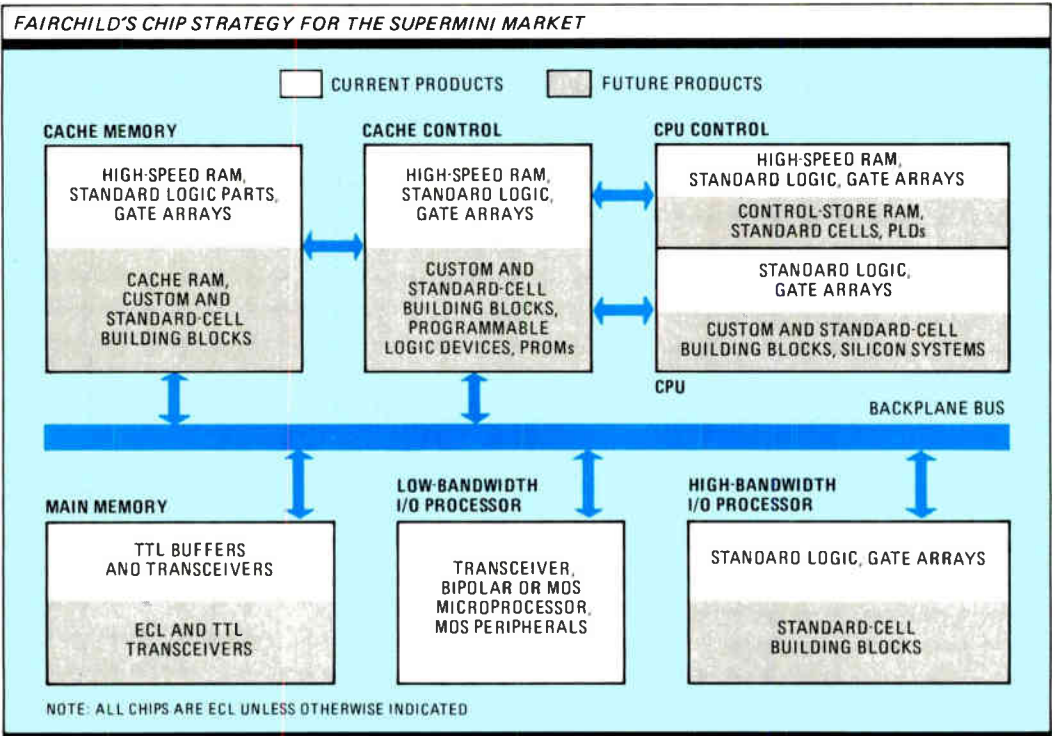 FAIRCHILD'S CHIP STRATEGY FOR THE SUPERMINI MARKET
CURRENT PRODUCTS
FUTURE PRODUCTS
CACHE MEMORY
HIGH-SPEED RAM,
STANDARD LOGIC PARTS,
GATE ARRAYS
CACHE RAM,
CUSTOM AND
STANDARD-CELL
BUILDING BLOCKS
CACHE CONTROL
HIGH-SPEED RAM,
STANDARD LOGIC,
GATE ARRAYS
CUSTOM AND
STANDARD-CELL
BUILDING BLOCKS,
PROGRAMMABLE
LOGIC DEVICES, PROMs
CPU CONTROL
HIGH-SPEED RAM,
STANDARD LOGIC, GATE ARRAYS
CONTROL-STORE RAM,
STANDARD CELLS, PLDs
STANDARD LOGIC,
GATE ARRAYS
CUSTOM AND STANDARD-CELL
BUILDING BLOCKS, SILICON SYSTEMS
CPU
BACKPLANE BUS
MAIN MEMORY
TTL BUFFERS
AND TRANSCEIVERS
ECL AND TTL
TRANSCEIVERS
LOW-BANDWIDTH
I/O PROCESSOR
TRANSCEIVER,
BIPOLAR OR MOS
MICROPROCESSOR,
MOS PERIPHERALS
HIGH-BANDWIDTH
I/O PROCESSOR
STANDARD LOGIC, GATE ARRAYS
STANDARD-CELL
BUILDING BLOCKS
NOTE: ALL CHIPS ARE ECL UNLESS OTHERWISE INDICATED